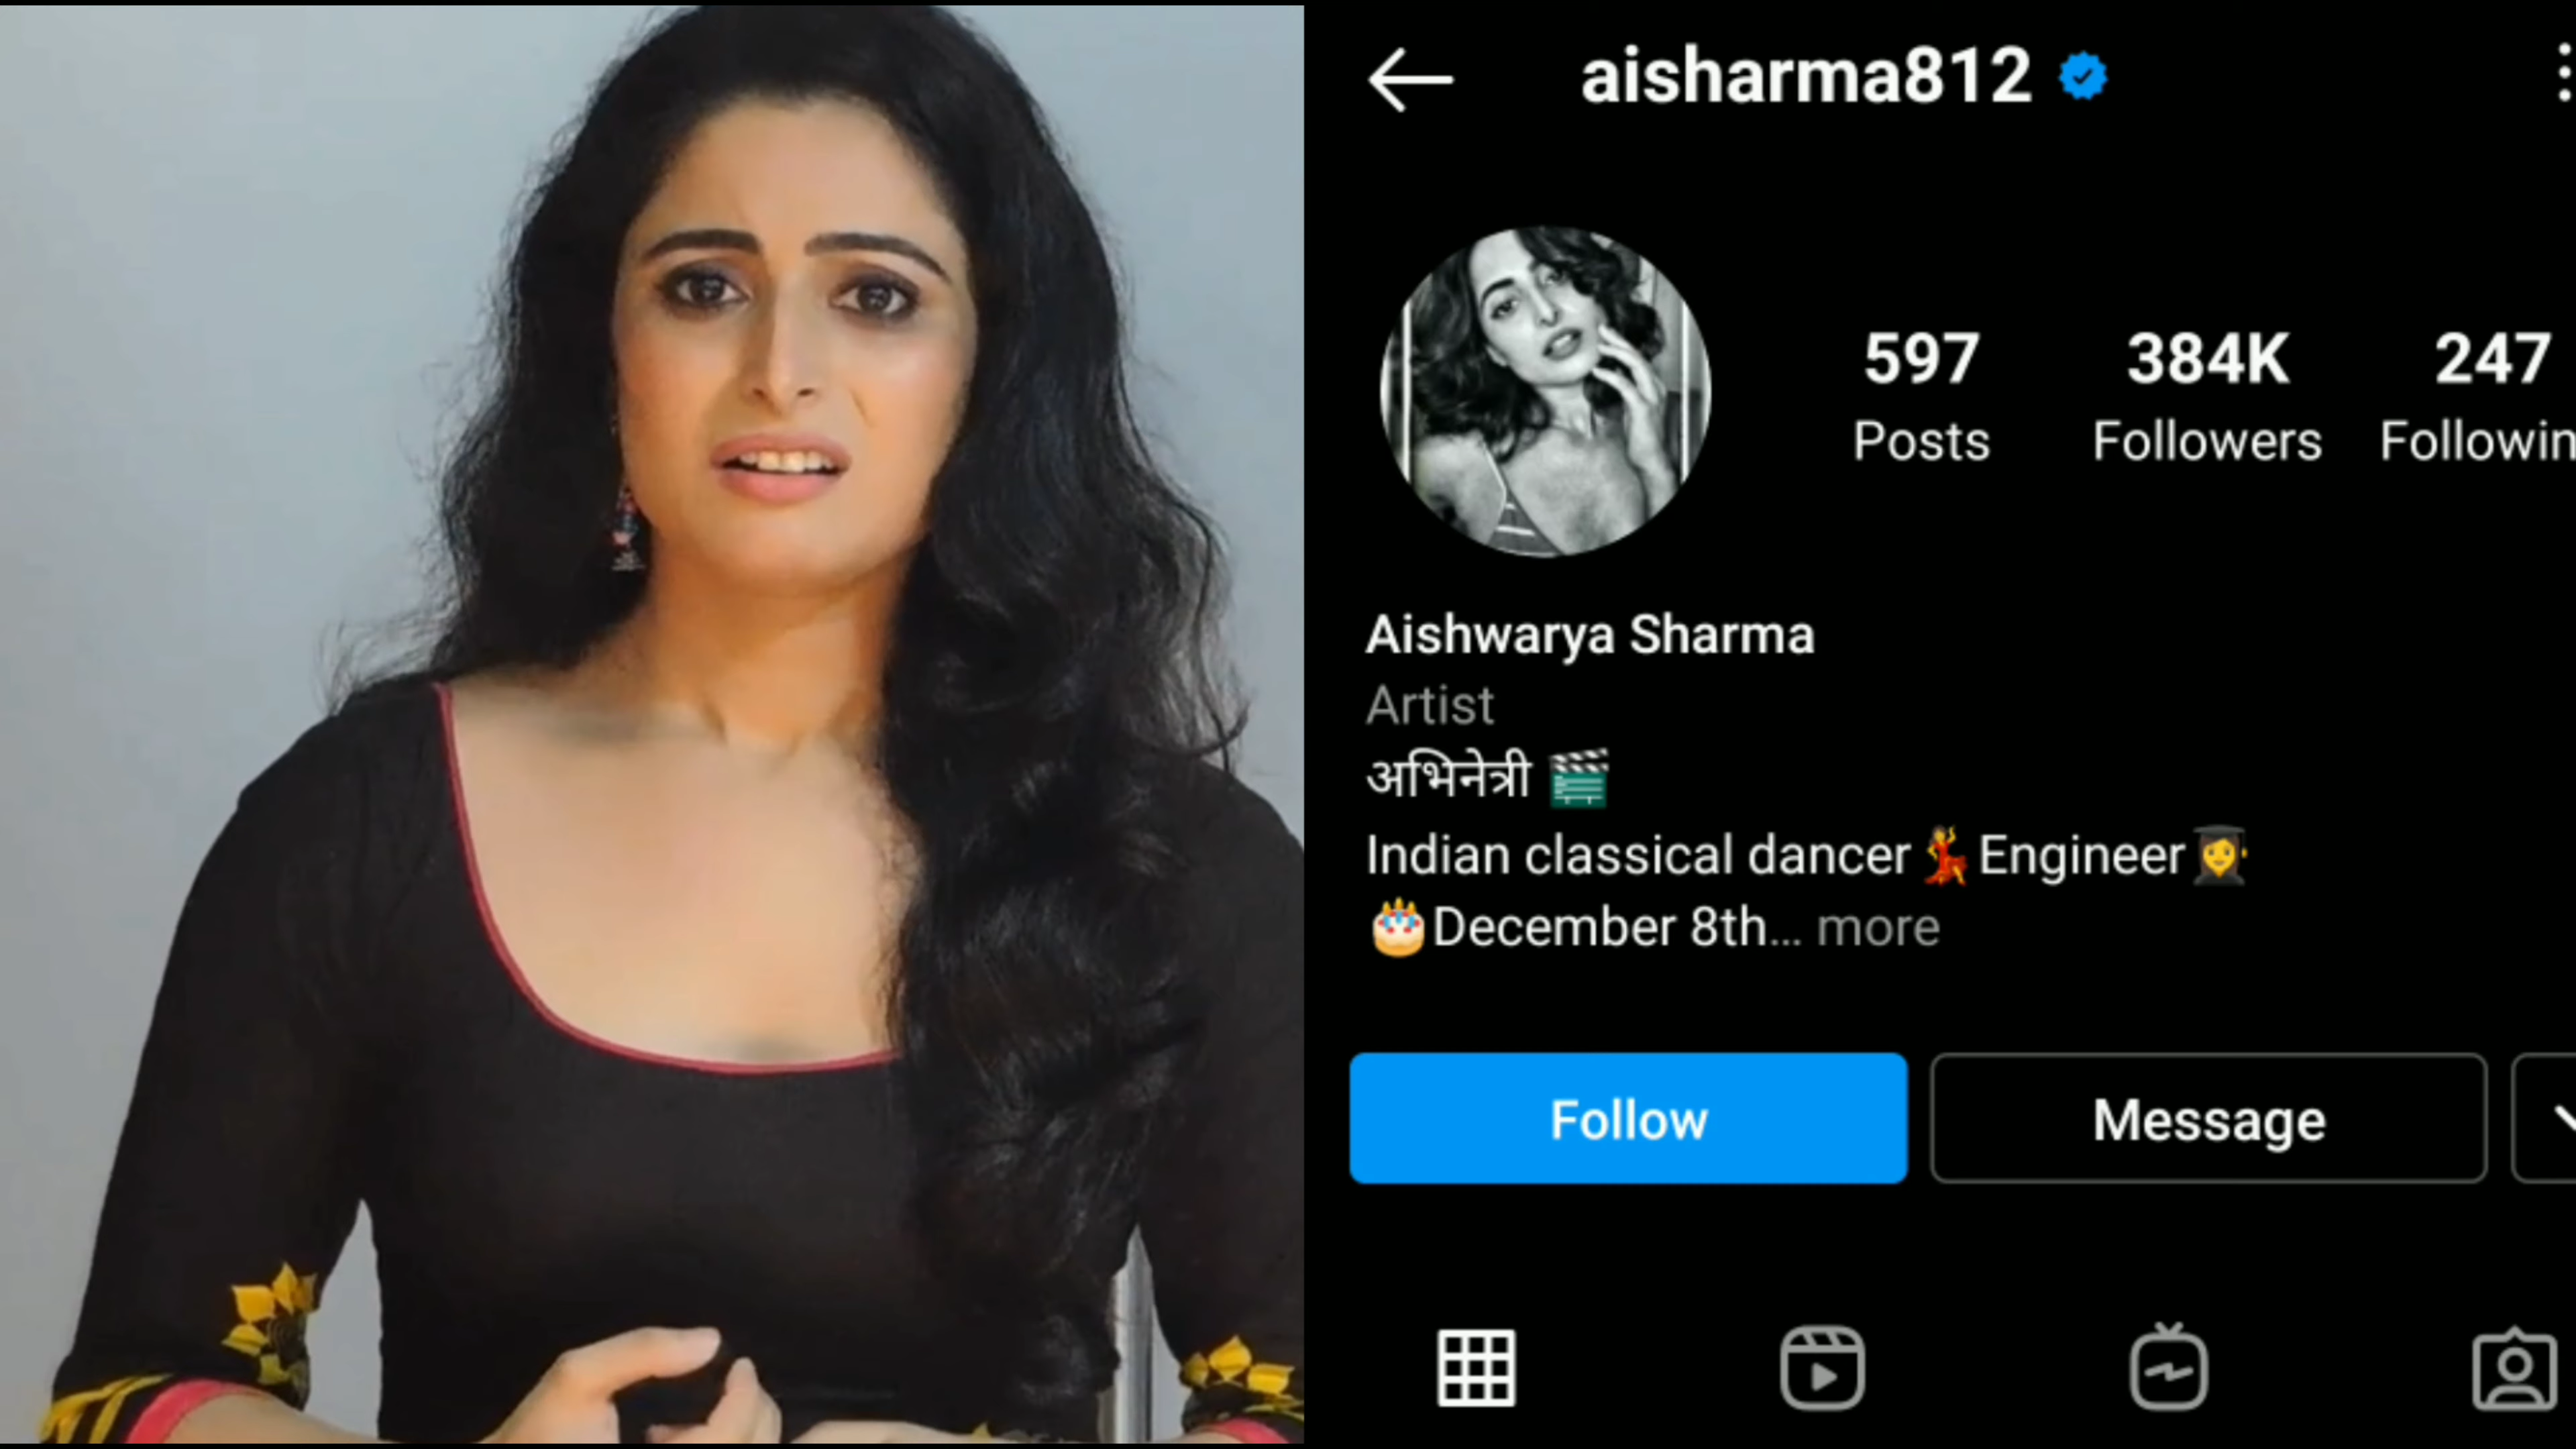 aisharma812
597 384K 247
Posts Followers Followin
Aishwarya Sharma
Artist
अभिनेत्री 🎬
Indian classical dancer💃Engineer👩‍🎓
🎂December 8th... more
Follow Message